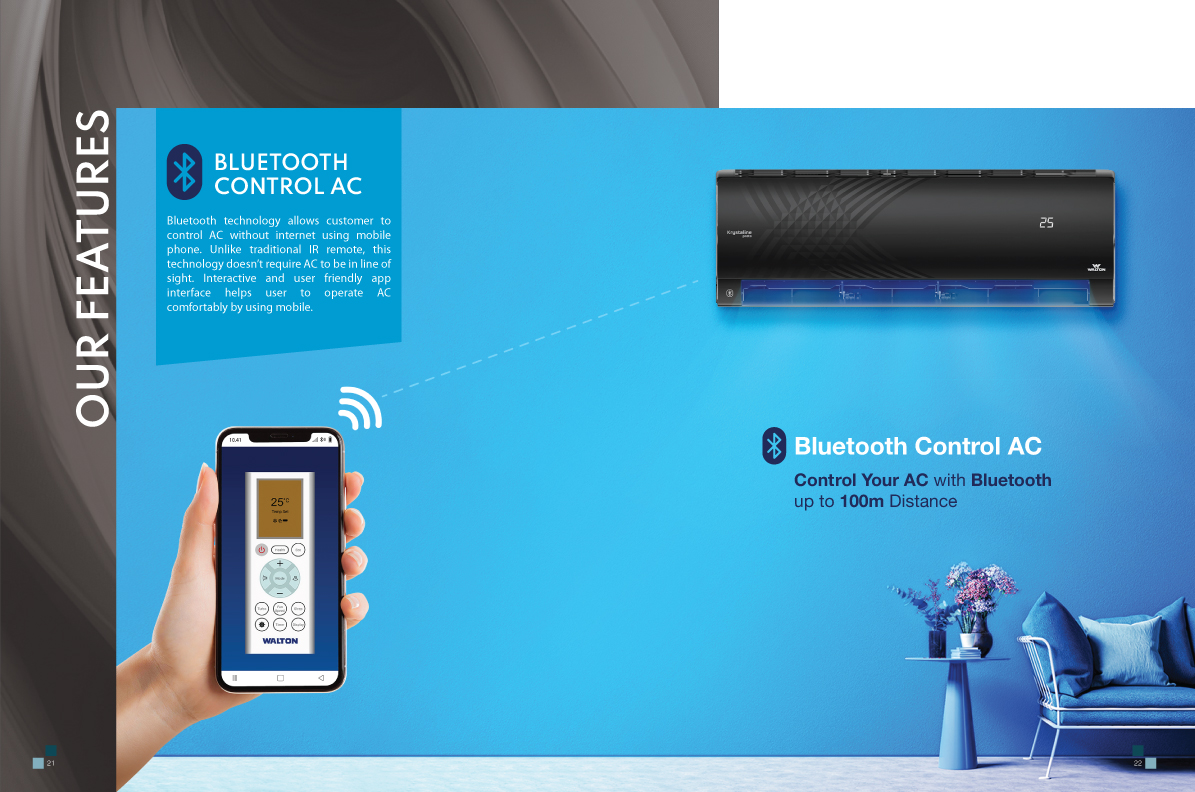 OUR FEATURES
BLUETOOTH
CONTROL AC
Bluetooth technology allows customer to
control AC without internet using mobile
phone. Unlike traditional IR remote, this
technology doesn’t require AC to be in line of
sight. Interactive and user friendly app
interface helps user to operate AC
comfortably by using mobile.
Krystaline
25
WALTON
10.41
25°C
WALTON
Bluetooth Control AC
Control Your AC with Bluetooth
up to 100m Distance
21
22